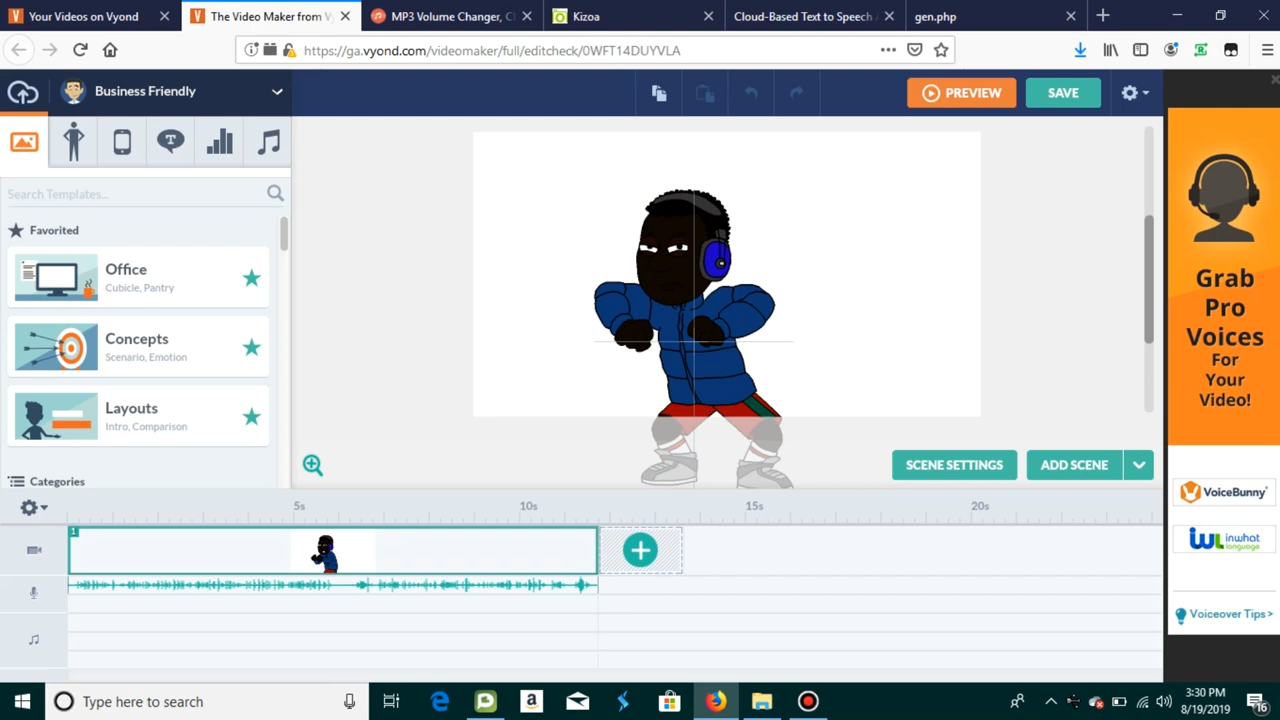 Your Videos on Vyond
The Video Maker from V
MP3 Volume Changer, C
Kizoa
Cloud-Based Text to Speech
gen.php
https://ga.vyond.com/videomaker/full/editcheck/0WFT14DUYVLA
Business Friendly
PREVIEW
SAVE
Search Templates...
Favorited
Office
Cubicle, Pantry
Concepts
Scenario, Emotion
Layouts
Intro, Comparison
Categories
SCENE SETTINGS
ADD SCENE
Grab
Pro
Voices
For
Your
Video!
VoiceBunny
inwhat
language
Voiceover Tips >
5s
10s
15s
20s
1
Type here to search
3:30 PM
8/19/2019
16